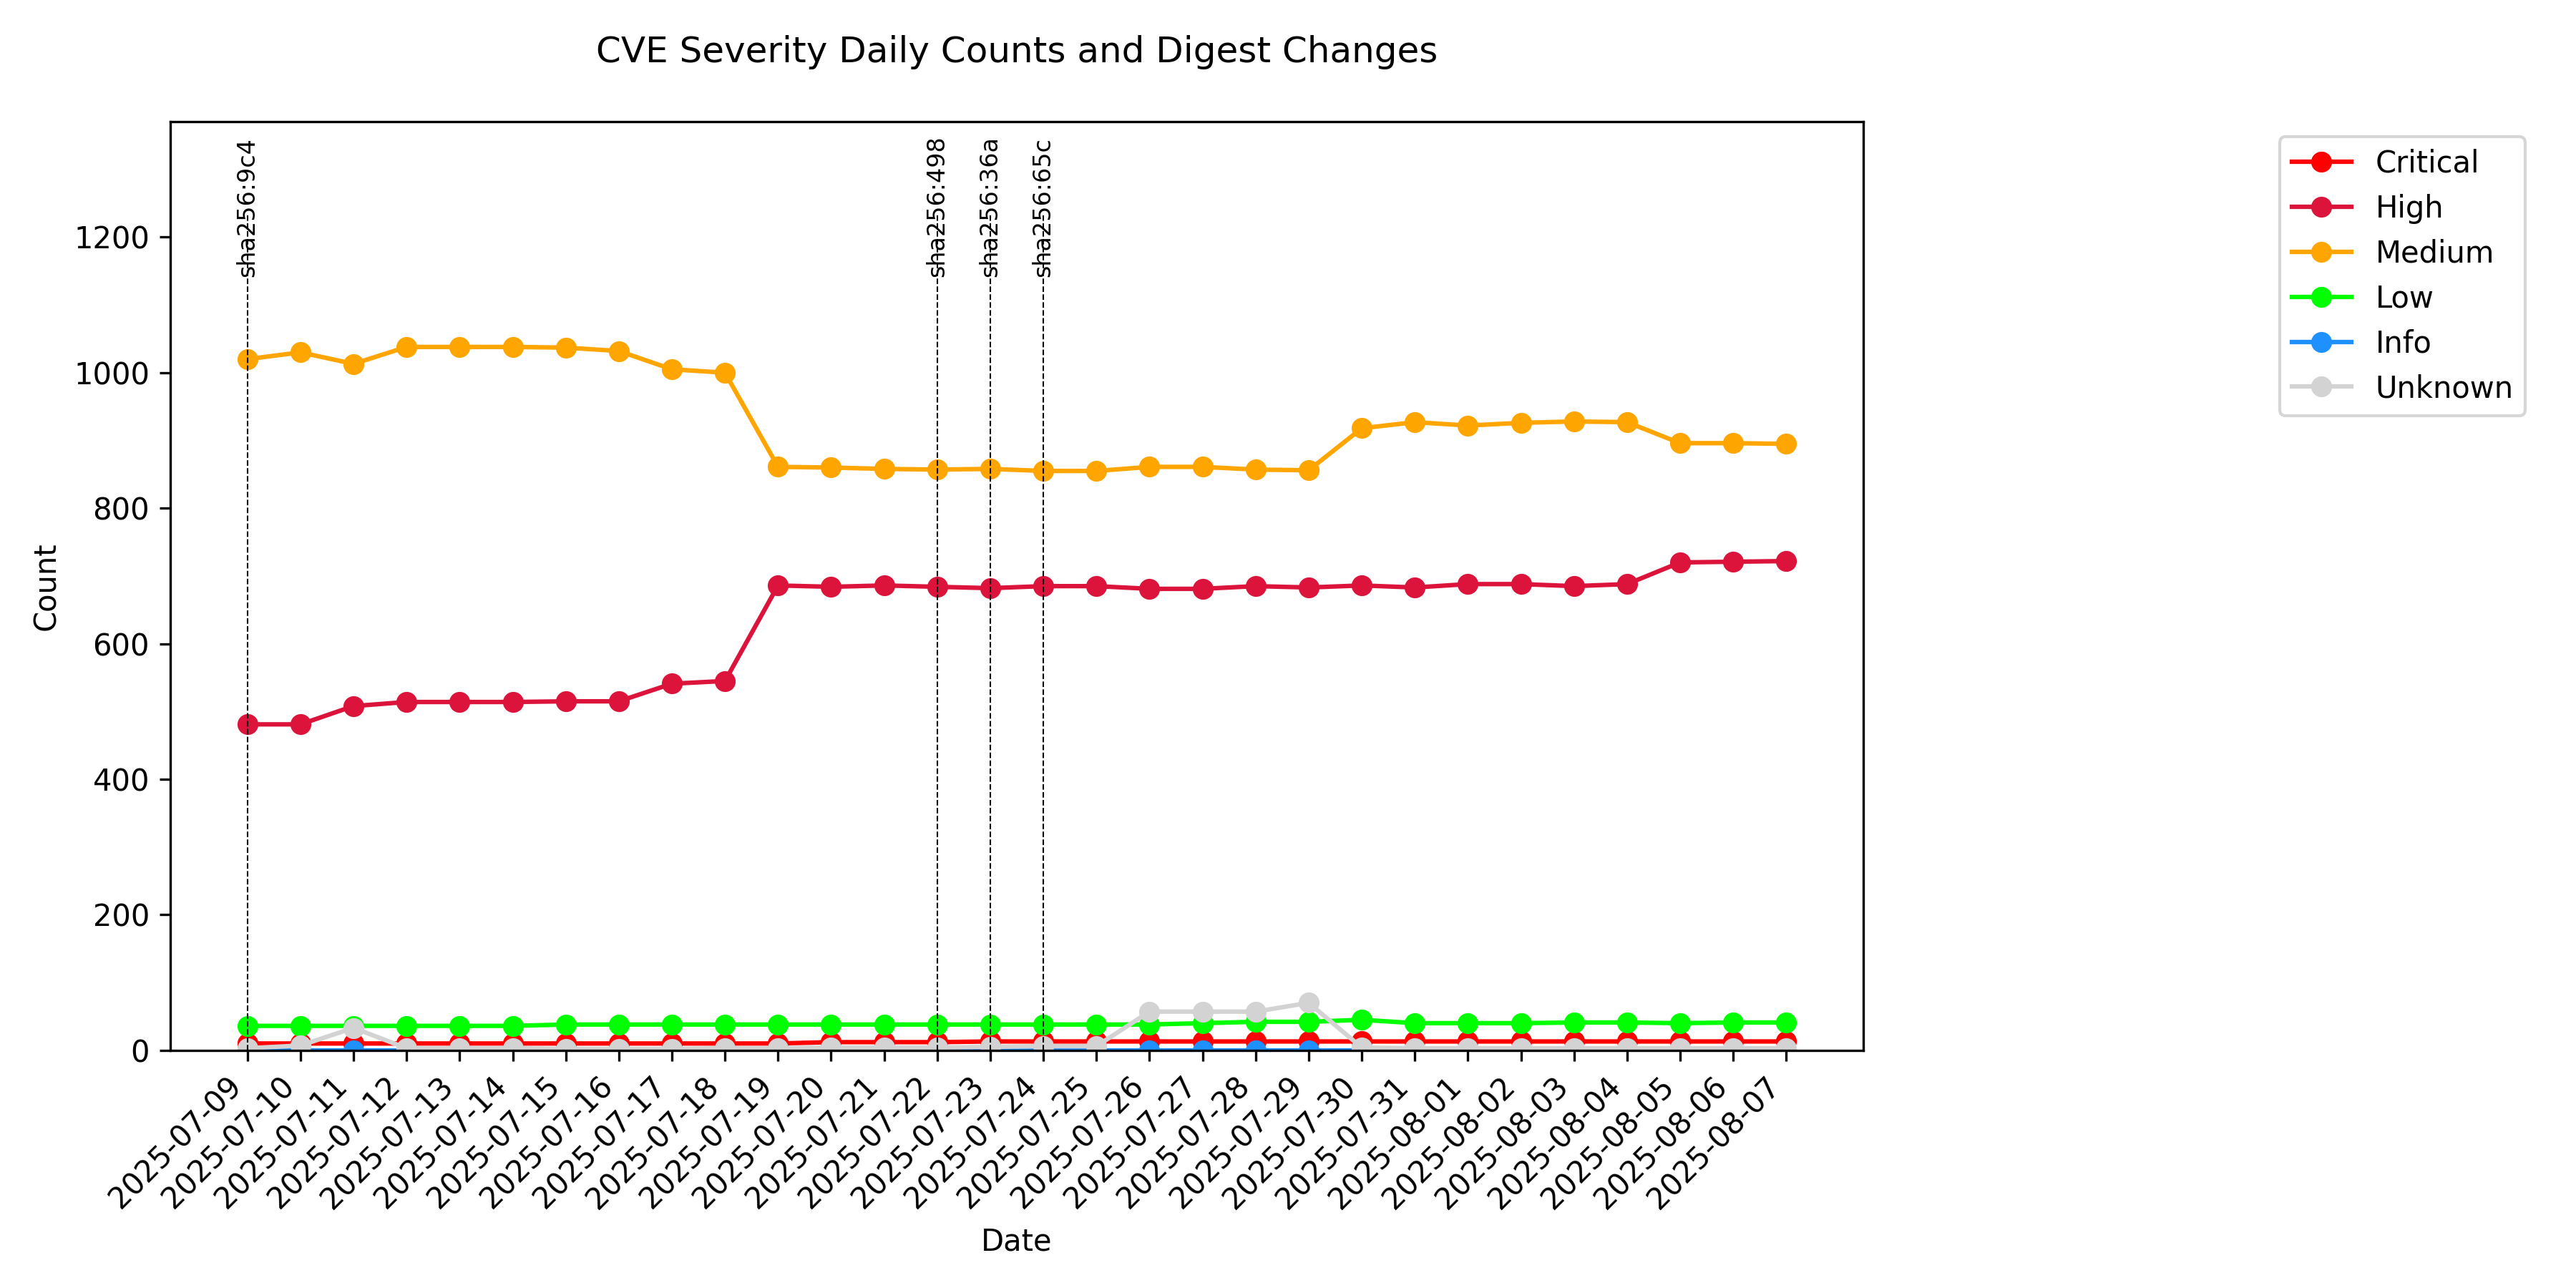 CVE Severity Daily Counts and Digest Changes
sha256:9c4
sha256:498
sha256:36a
sha256:65c
Critical
High
Medium
Low
Info
Unknown
Count
1200
1000
800
600
400
200
0
2025-07-09
2025-07-10
2025-07-11
2025-07-12
2025-07-13
2025-07-14
2025-07-15
2025-07-16
2025-07-17
2025-07-18
2025-07-19
2025-07-20
2025-07-21
2025-07-22
2025-07-23
2025-07-24
2025-07-25
2025-07-26
2025-07-27
2025-07-28
2025-07-29
2025-07-30
2025-07-31
2025-08-01
2025-08-02
2025-08-03
2025-08-04
2025-08-05
2025-08-06
2025-08-07
Date